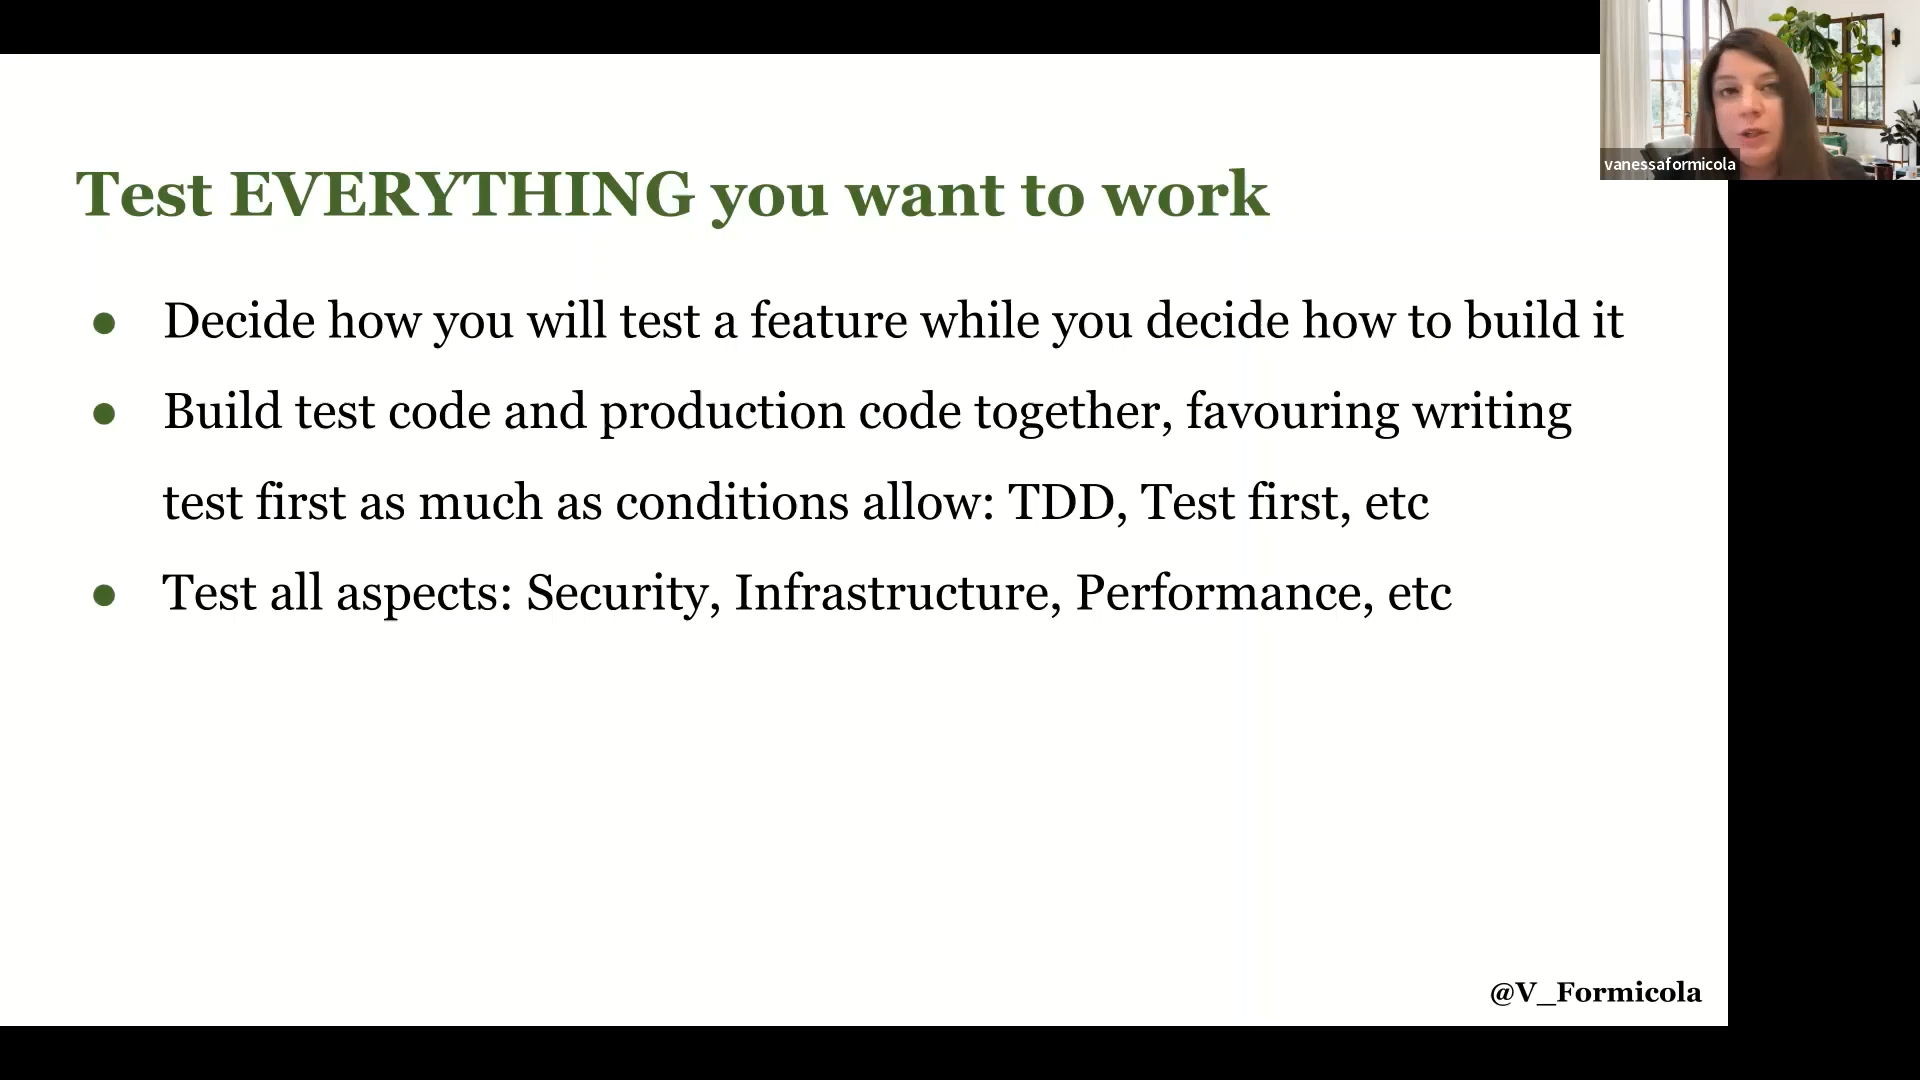 vanessaformicola
Test EVERYTHING you want to work
● Decide how you will test a feature while you decide how to build it
● Build test code and production code together, favouring writing
test first as much as conditions allow: TDD, Test first, etc
● Test all aspects: Security, Infrastructure, Performance, etc
@V_Formicola